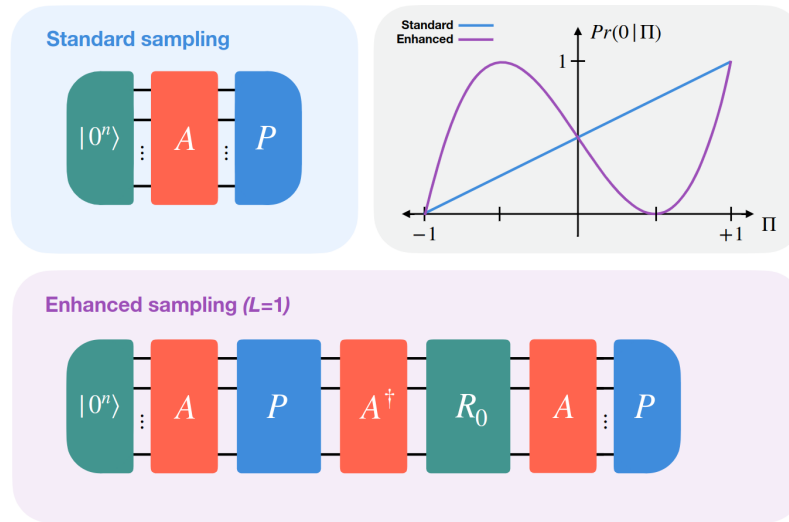 Standard sampling
|0ⁿ⟩ A P
Standard
Enhanced
Pr(0|Π)
1
−1 +1 Π
Enhanced sampling (L=1)
|0ⁿ⟩ A P A† R₀ A P